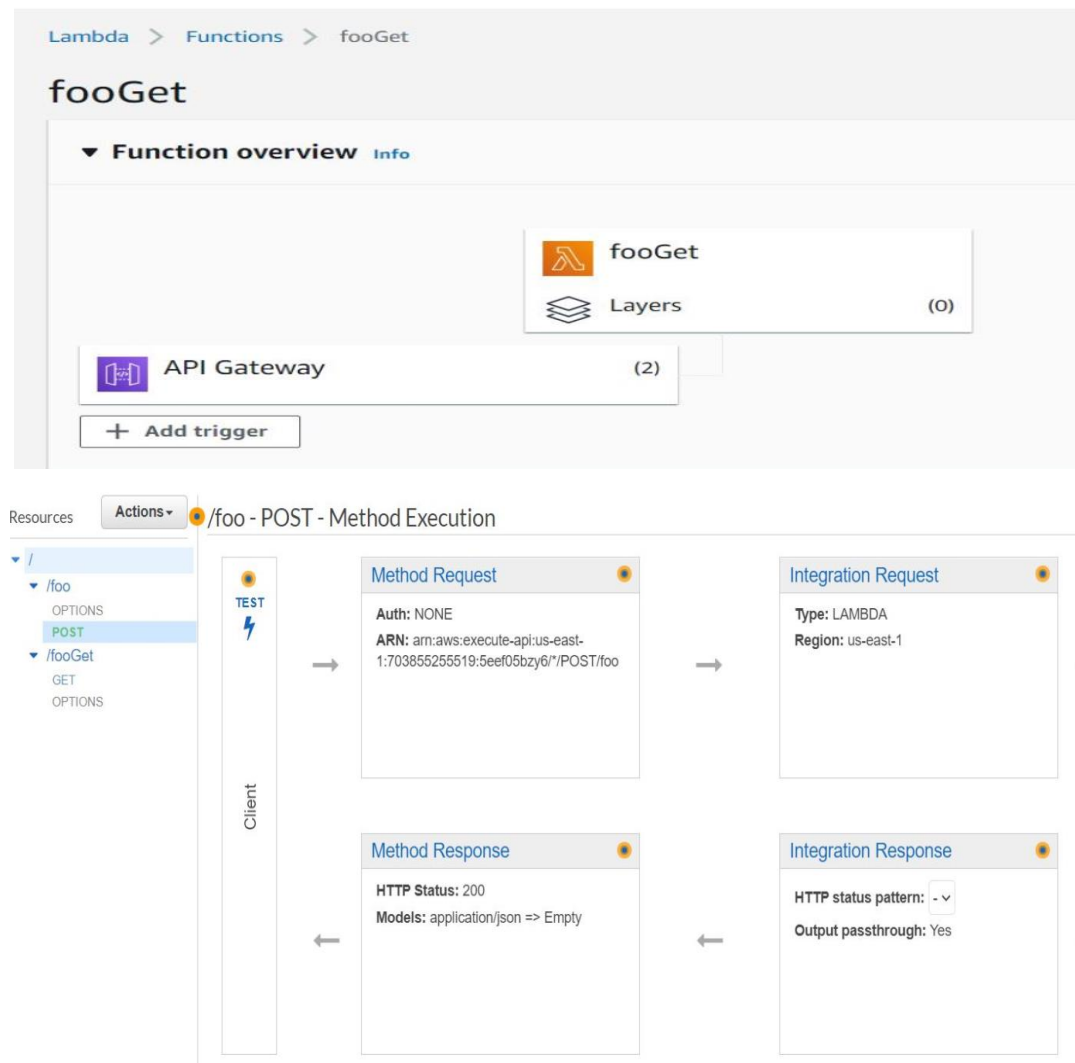 Lambda > Functions > fooGet
fooGet
Function overview Info
fooGet
Layers (0)
API Gateway (2)
+ Add trigger
Resources Actions
/foo - POST - Method Execution
/
/foo
OPTIONS
POST
/fooGet
GET
OPTIONS
TEST
Client
Method Request
Auth: NONE
ARN: arn:aws:execute-api:us-east-
1:703855255519:5eef05bzy6/*/POST/foo
Integration Request
Type: LAMBDA
Region: us-east-1
Method Response
HTTP Status: 200
Models: application/json => Empty
Integration Response
HTTP status pattern: -
Output passthrough: Yes